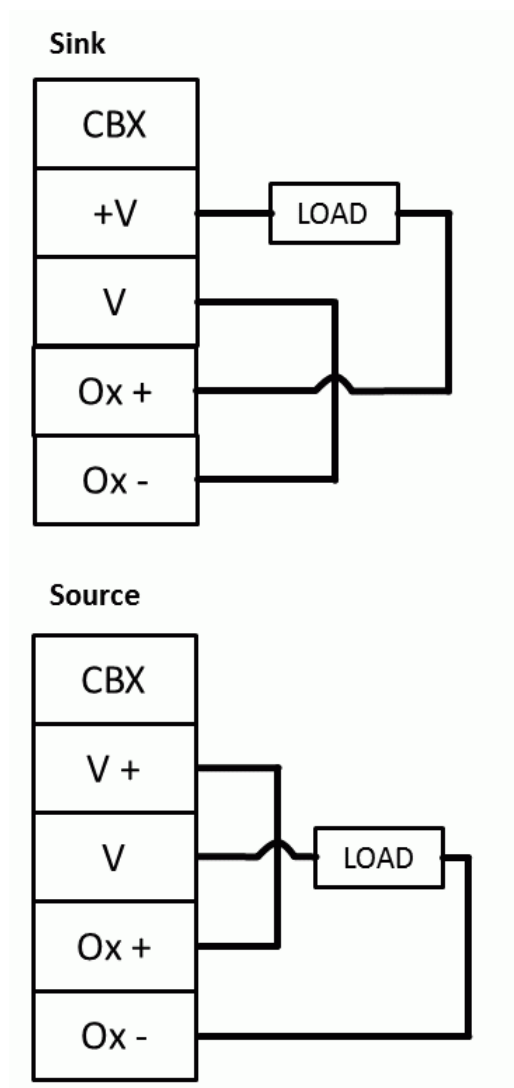 Sink
CBX
+V
LOAD
V
Ox +
Ox -
Source
CBX
V +
V
LOAD
Ox +
Ox -